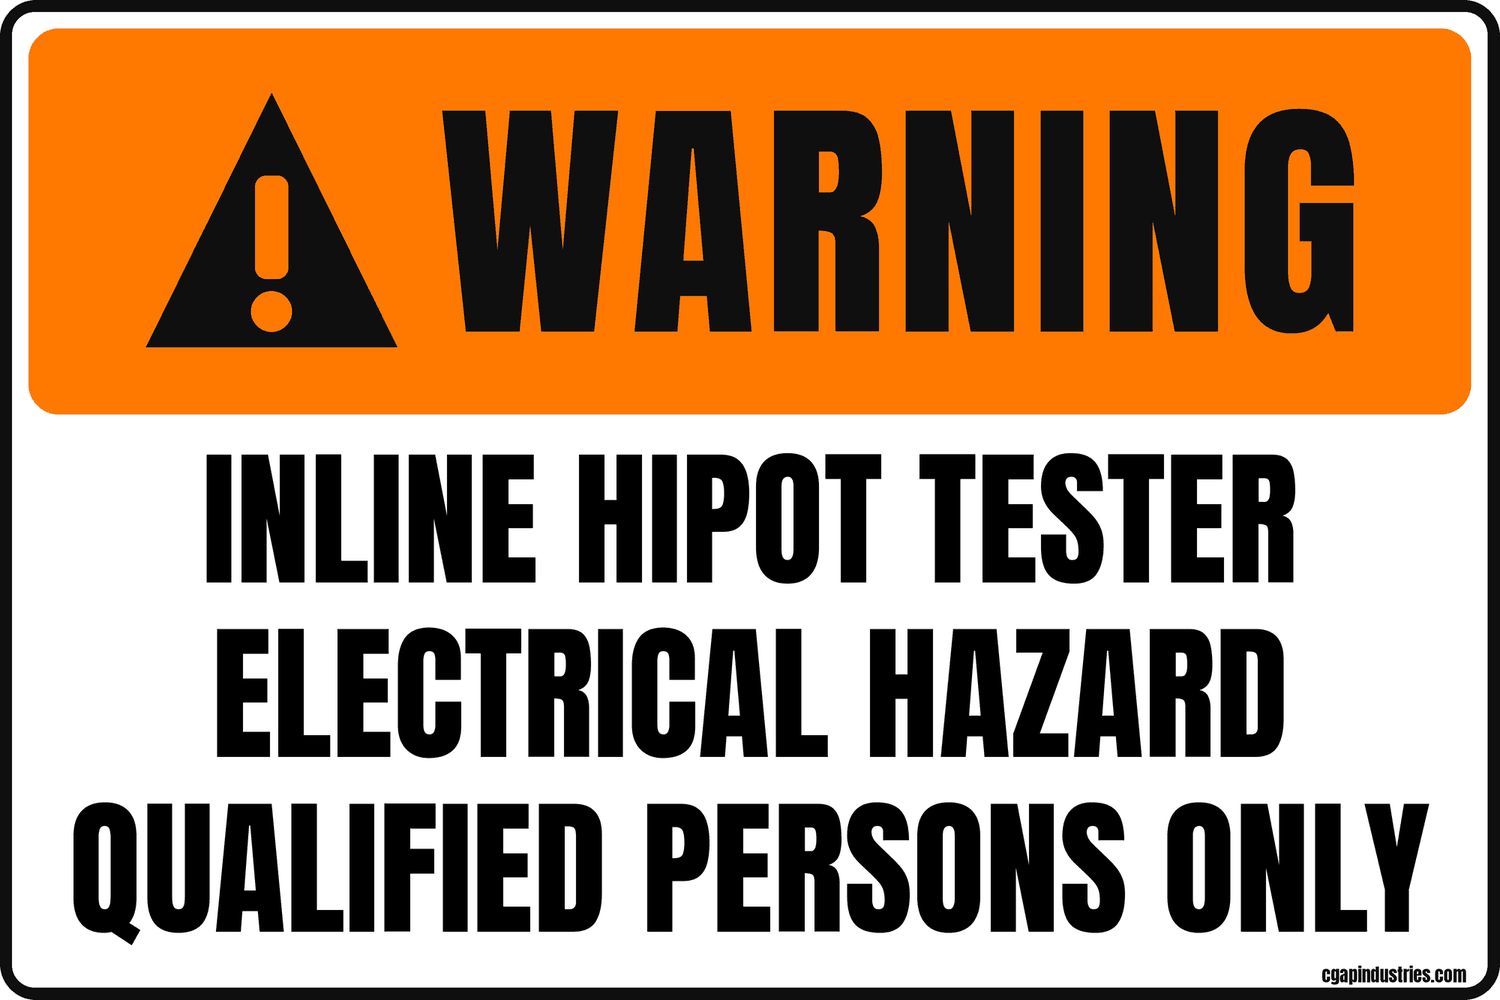 WARNING
INLINE HIPOT TESTER
ELECTRICAL HAZARD
QUALIFIED PERSONS ONLY
cgapindustries.com